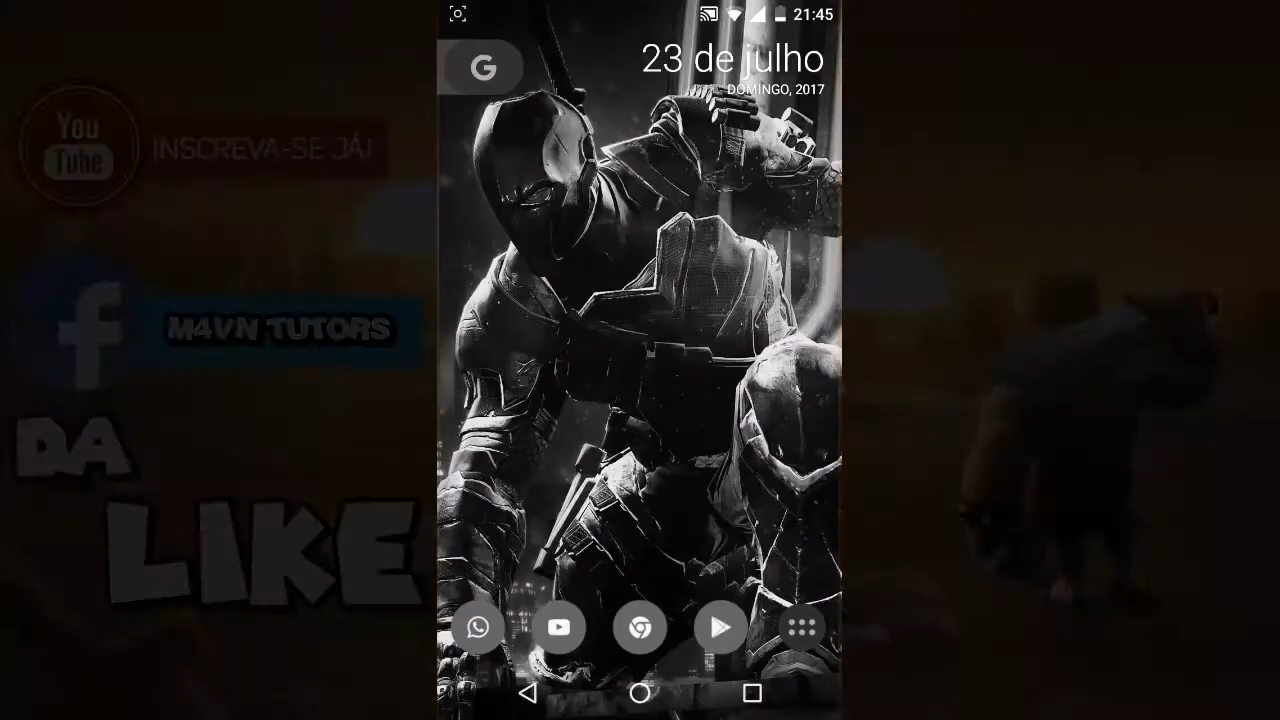 21:45
G
23 de julho
DOMINGO, 2017
You
Tube
INSCREVA-SE JÁ!
f
M4VN TUTORS
DA
LIKE